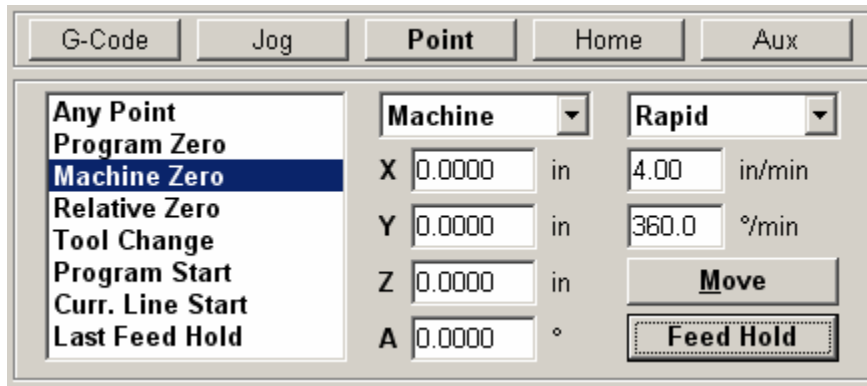 G-Code Jog Point Home Aux
Any Point
Program Zero
Machine Zero
Relative Zero
Tool Change
Program Start
Curr. Line Start
Last Feed Hold
Machine
X 0.0000 in
Y 0.0000 in
Z 0.0000 in
A 0.0000 °
Rapid
4.00 in/min
360.0 °/min
Move
Feed Hold